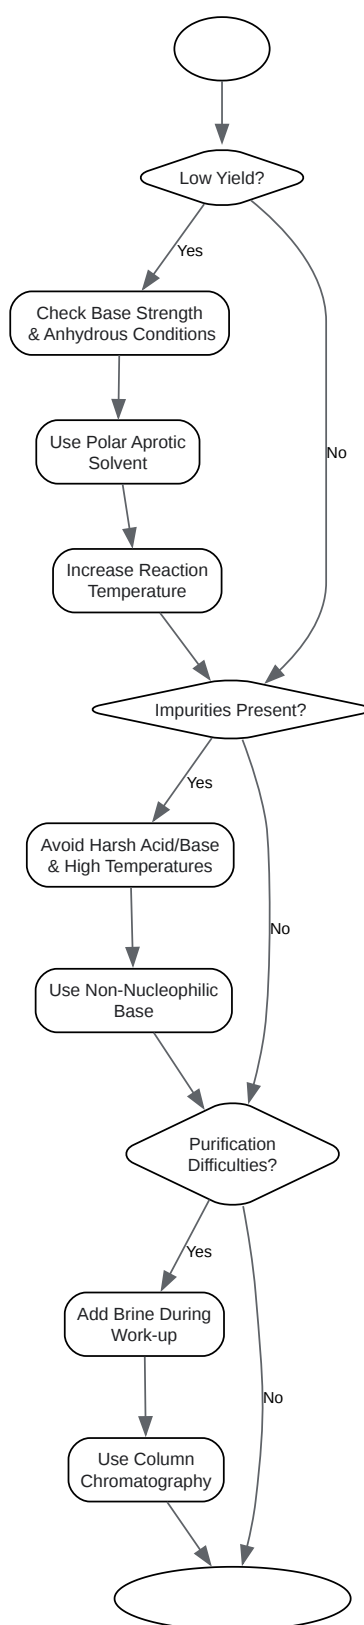 Low Yield?
Yes
Check Base Strength
& Anhydrous Conditions
Use Polar Aprotic
Solvent
No
Increase Reaction
Temperature
Impurities Present?
Yes
Avoid Harsh Acid/Base
& High Temperatures
No
Use Non-Nucleophilic
Base
Purification
Difficulties?
Yes
Add Brine During
Work-up
No
Use Column
Chromatography